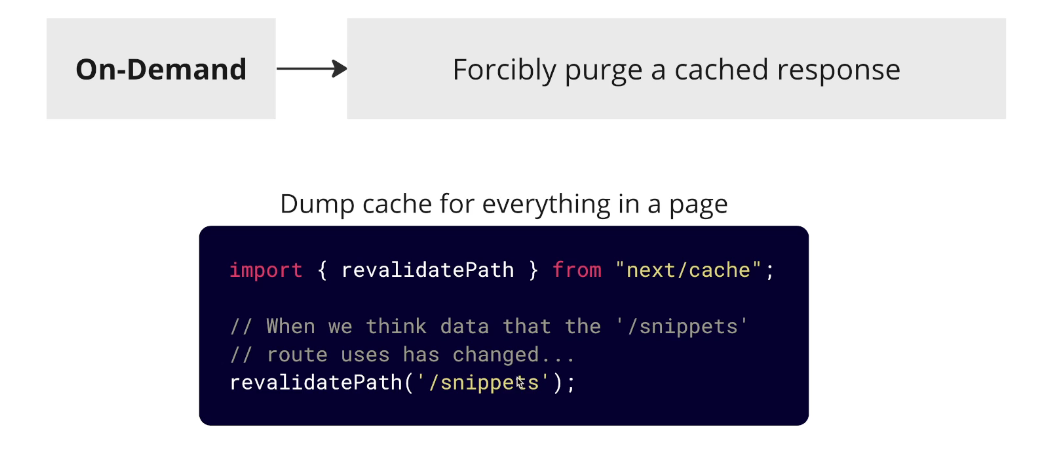 On-Demand
Forcibly purge a cached response
Dump cache for everything in a page
import { revalidatePath } from "next/cache";
// When we think data that the '/snippets'
// route uses has changed...
revalidatePath('/snippets');